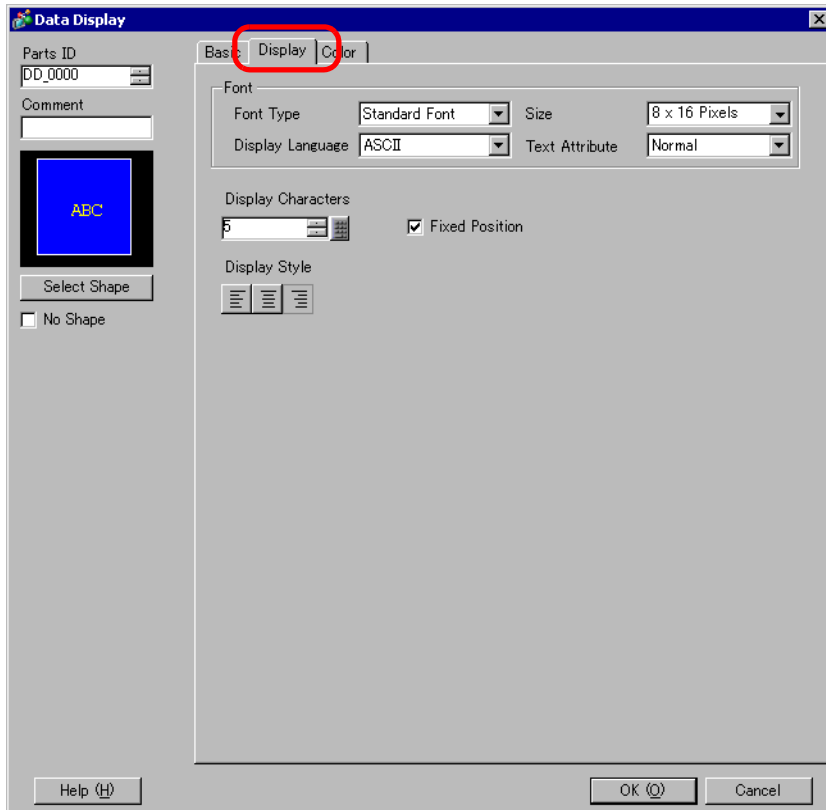 Data Display
Parts ID
DD_0000
Comment
ABC
Select Shape
No Shape
Basic Display Color
Font
Font Type Standard Font Size 8 x 16 Pixels
Display Language ASCII Text Attribute Normal
Display Characters
5 Fixed Position
Display Style
Help (H) OK (O) Cancel